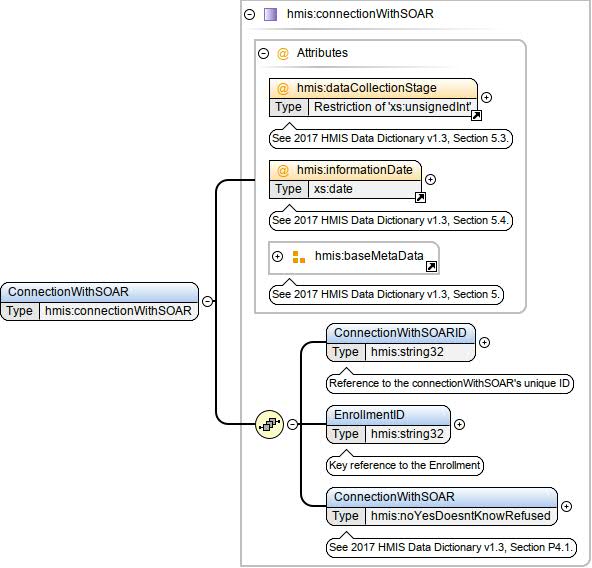 hmis:connectionWithSOAR
Attributes
hmis:dataCollectionStage
Type Restriction of 'xs:unsignedInt'
See 2017 HMIS Data Dictionary v1.3, Section 5.3.
hmis:informationDate
Type xs:date
See 2017 HMIS Data Dictionary v1.3, Section 5.4.
hmis:baseMetaData
See 2017 HMIS Data Dictionary v1.3, Section 5.
ConnectionWithSOAR
Type hmis:connectionWithSOAR
ConnectionWithSOARID
Type hmis:string32
Reference to the connectionWithSOAR's unique ID
EnrollmentID
Type hmis:string32
Key reference to the Enrollment
ConnectionWithSOAR
Type hmis:noYesDoesntKnowRefused
See 2017 HMIS Data Dictionary v1.3, Section P4.1.